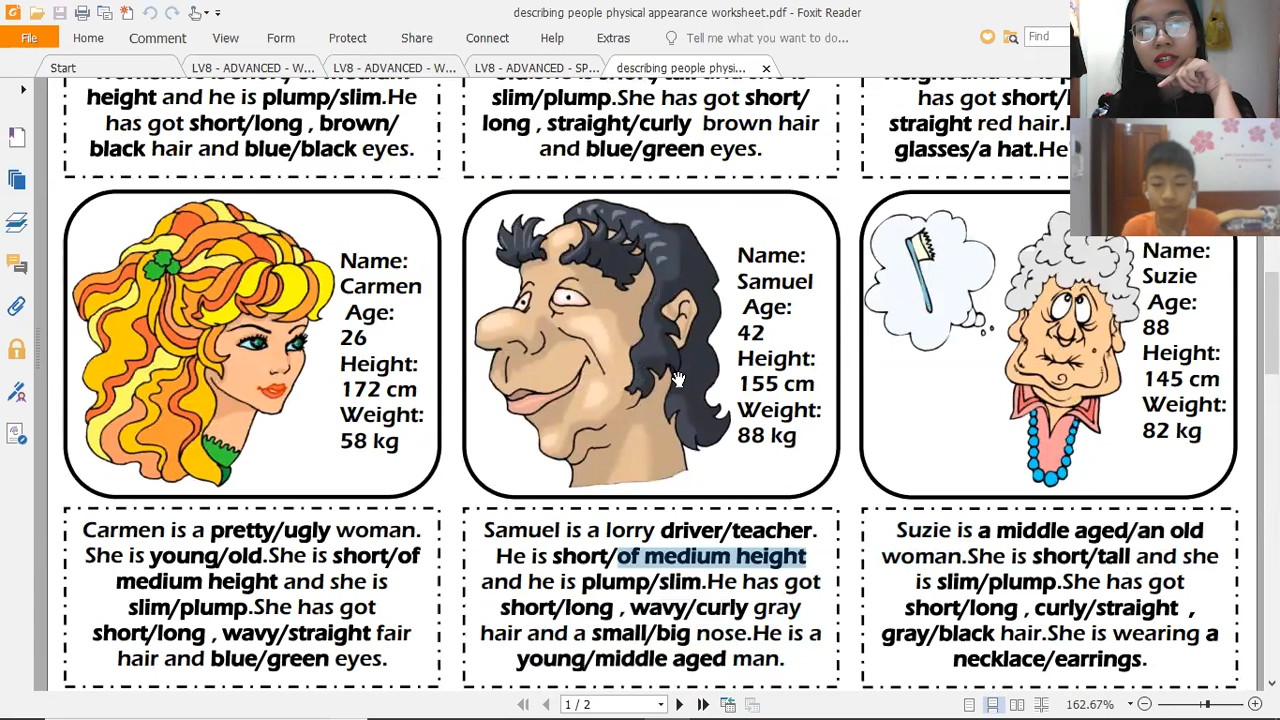 describing people physical appearance worksheet.pdf - Foxit Reader
File Home Comment View Form Protect Share Connect Help Extras Tell me what you want to do... Find
Start LV8 - ADVANCED - W... LV8 - ADVANCED - W... LV8 - ADVANCED - SP... describing people physi...
height and he is plump/slim.He
has got short/long , brown/
black hair and blue/black eyes.
slim/plump.She has got short/
long , straight/curly brown hair
and blue/green eyes.
has got short/l
straight red hair.
glasses/a hat.He
Name:
Carmen
Age:
26
Height:
172 cm
Weight:
58 kg
Name:
Samuel
Age:
42
Height:
155 cm
Weight:
88 kg
Name:
Suzie
Age:
88
Height:
145 cm
Weight:
82 kg
Carmen is a pretty/ugly woman.
She is young/old.She is short/of
medium height and she is
slim/plump.She has got
short/long , wavy/straight fair
hair and blue/green eyes.
Samuel is a lorry driver/teacher.
He is short/of medium height
and he is plump/slim.He has got
short/long , wavy/curly gray
hair and a small/big nose.He is a
young/middle aged man.
Suzie is a middle aged/an old
woman.She is short/tall and she
is slim/plump.She has got
short/long , curly/straight ,
gray/black hair.She is wearing a
necklace/earrings.
1 / 2 162.67%